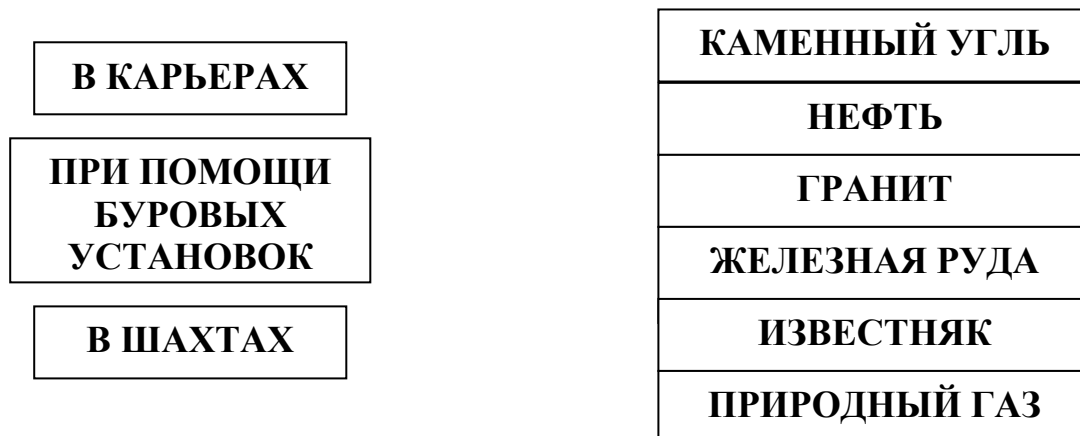 В КАРЬЕРАХ
ПРИ ПОМОЩИ
БУРОВЫХ
УСТАНОВОК
В ШАХТАХ
КАМЕННЫЙ УГЛЬ
НЕФТЬ
ГРАНИТ
ЖЕЛЕЗНАЯ РУДА
ИЗВЕСТНЯК
ПРИРОДНЫЙ ГАЗ